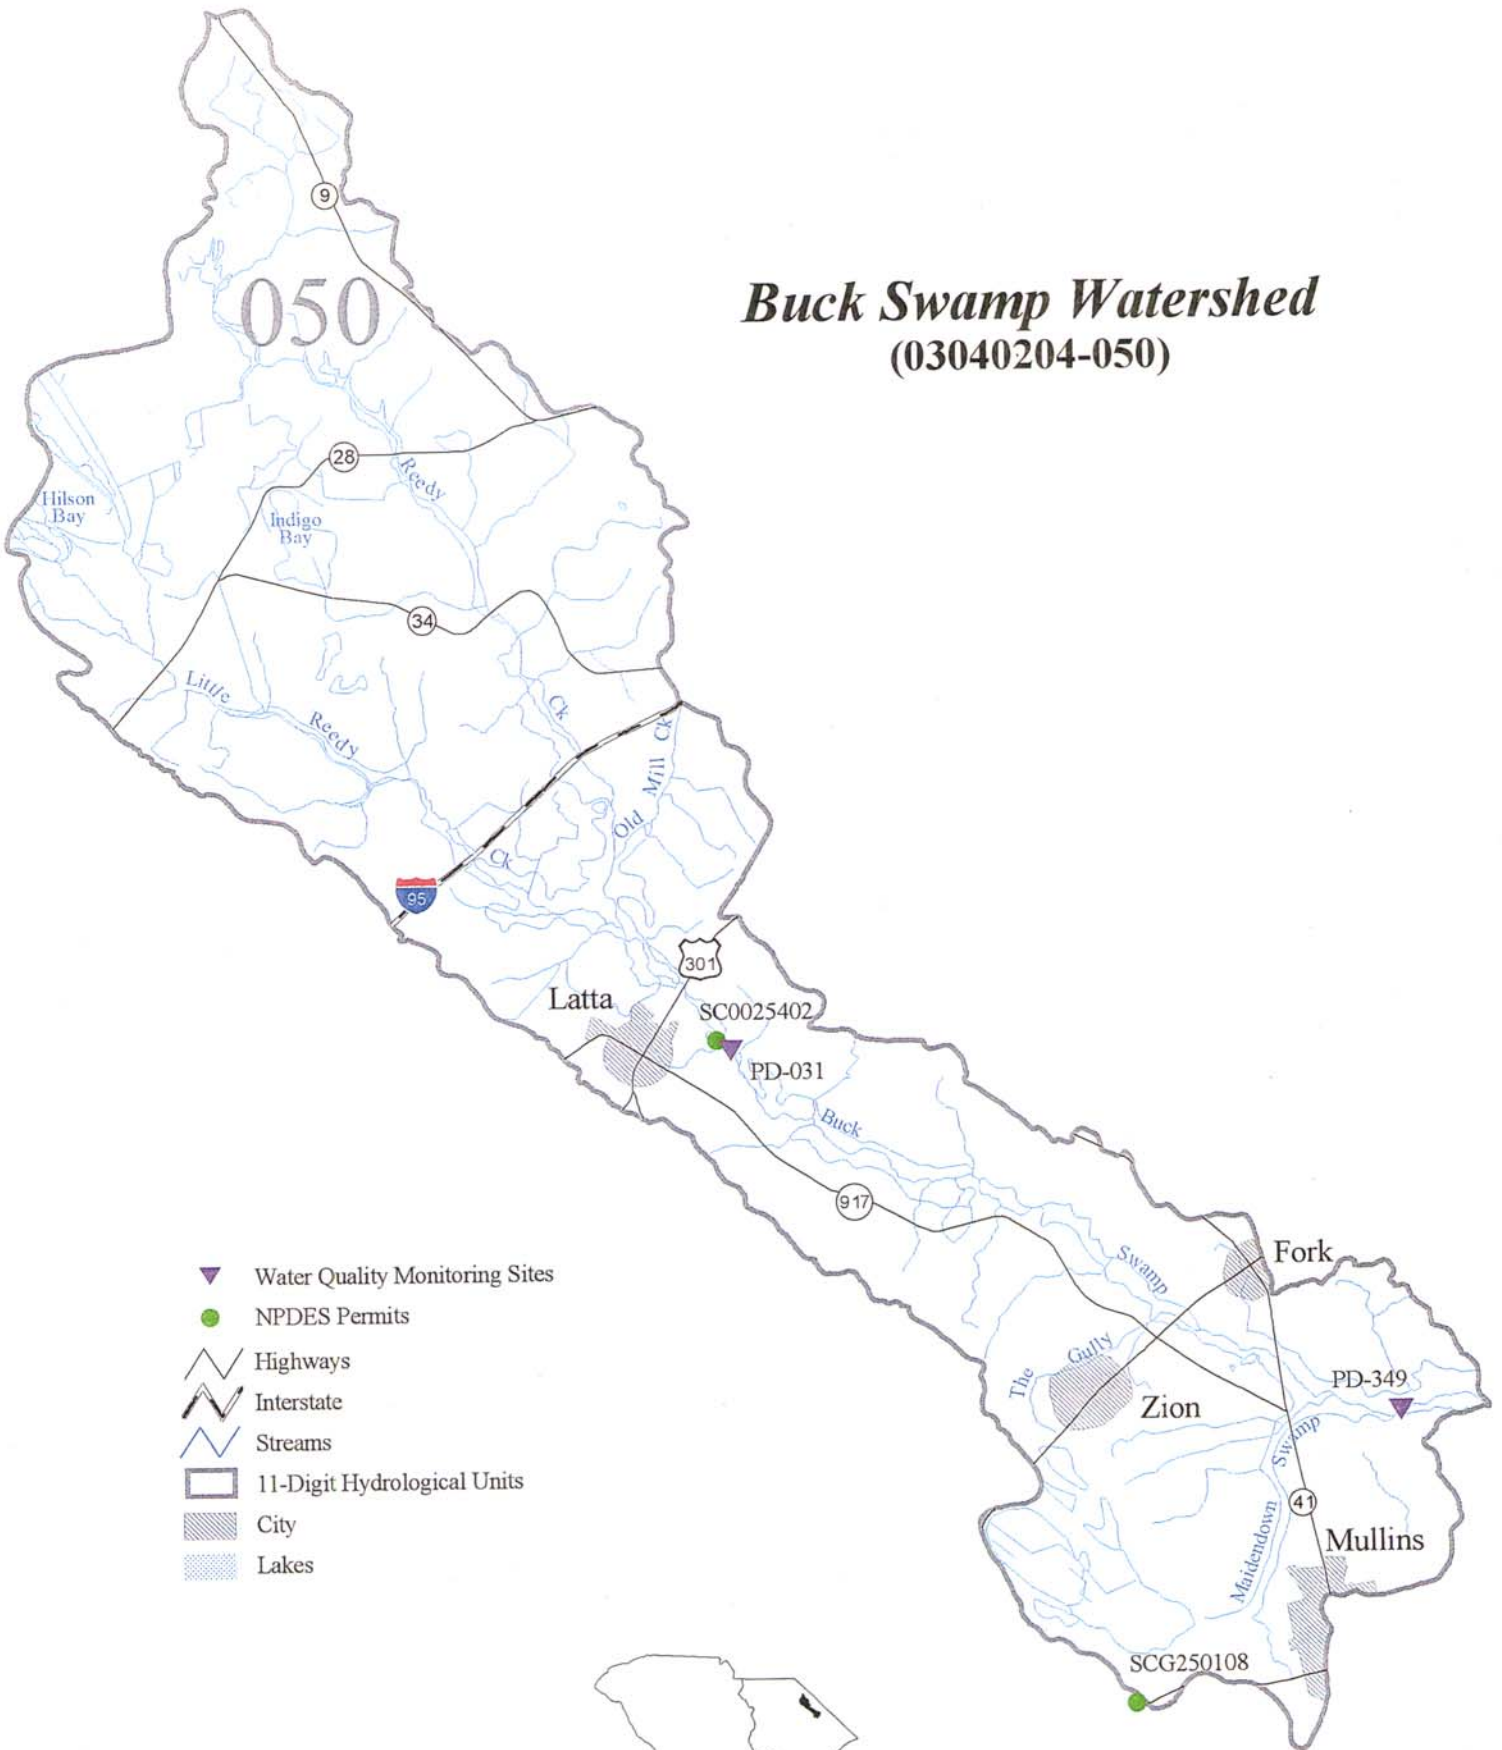 9
050
Buck Swamp Watershed
(03040204-050)
28
Reedy
Hilson
Bay
Indigo
Bay
34
Little
Reedy
Ck
Ck
Mill
Old
Ck
95
301
Latta
SC0025402
PD-031
Buck
917
Swamp
Fork
Water Quality Monitoring Sites
NPDES Permits
Highways
Interstate
Streams
11-Digit Hydrological Units
City
Lakes
The
Gully
PD-349
Zion
Swamp
41
Maidendown
Mullins
SCG250108